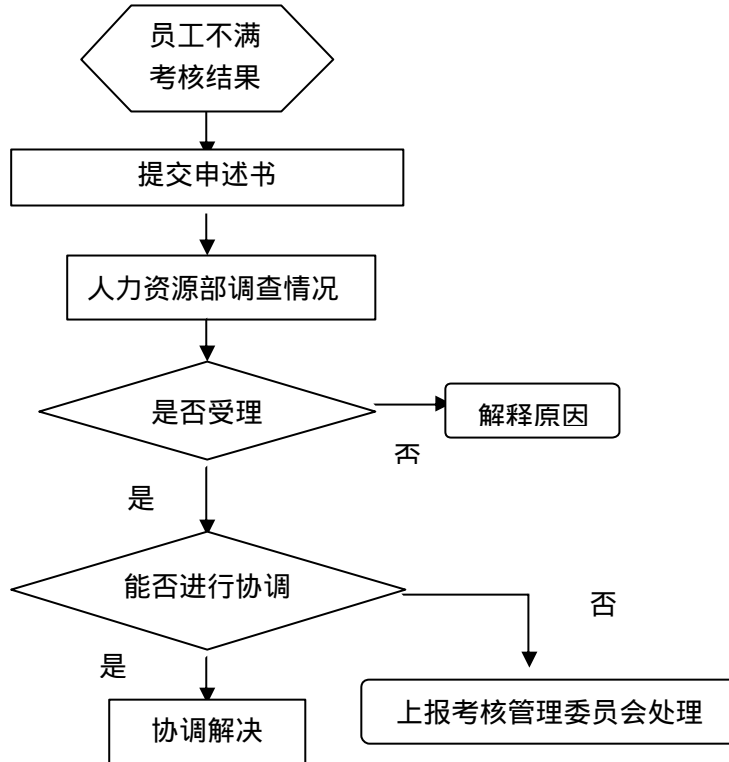 员工不满
考核结果
提交申述书
人力资源部调查情况
是否受理
解释原因
否
是
能否进行协调
否
是
上报考核管理委员会处理
协调解决